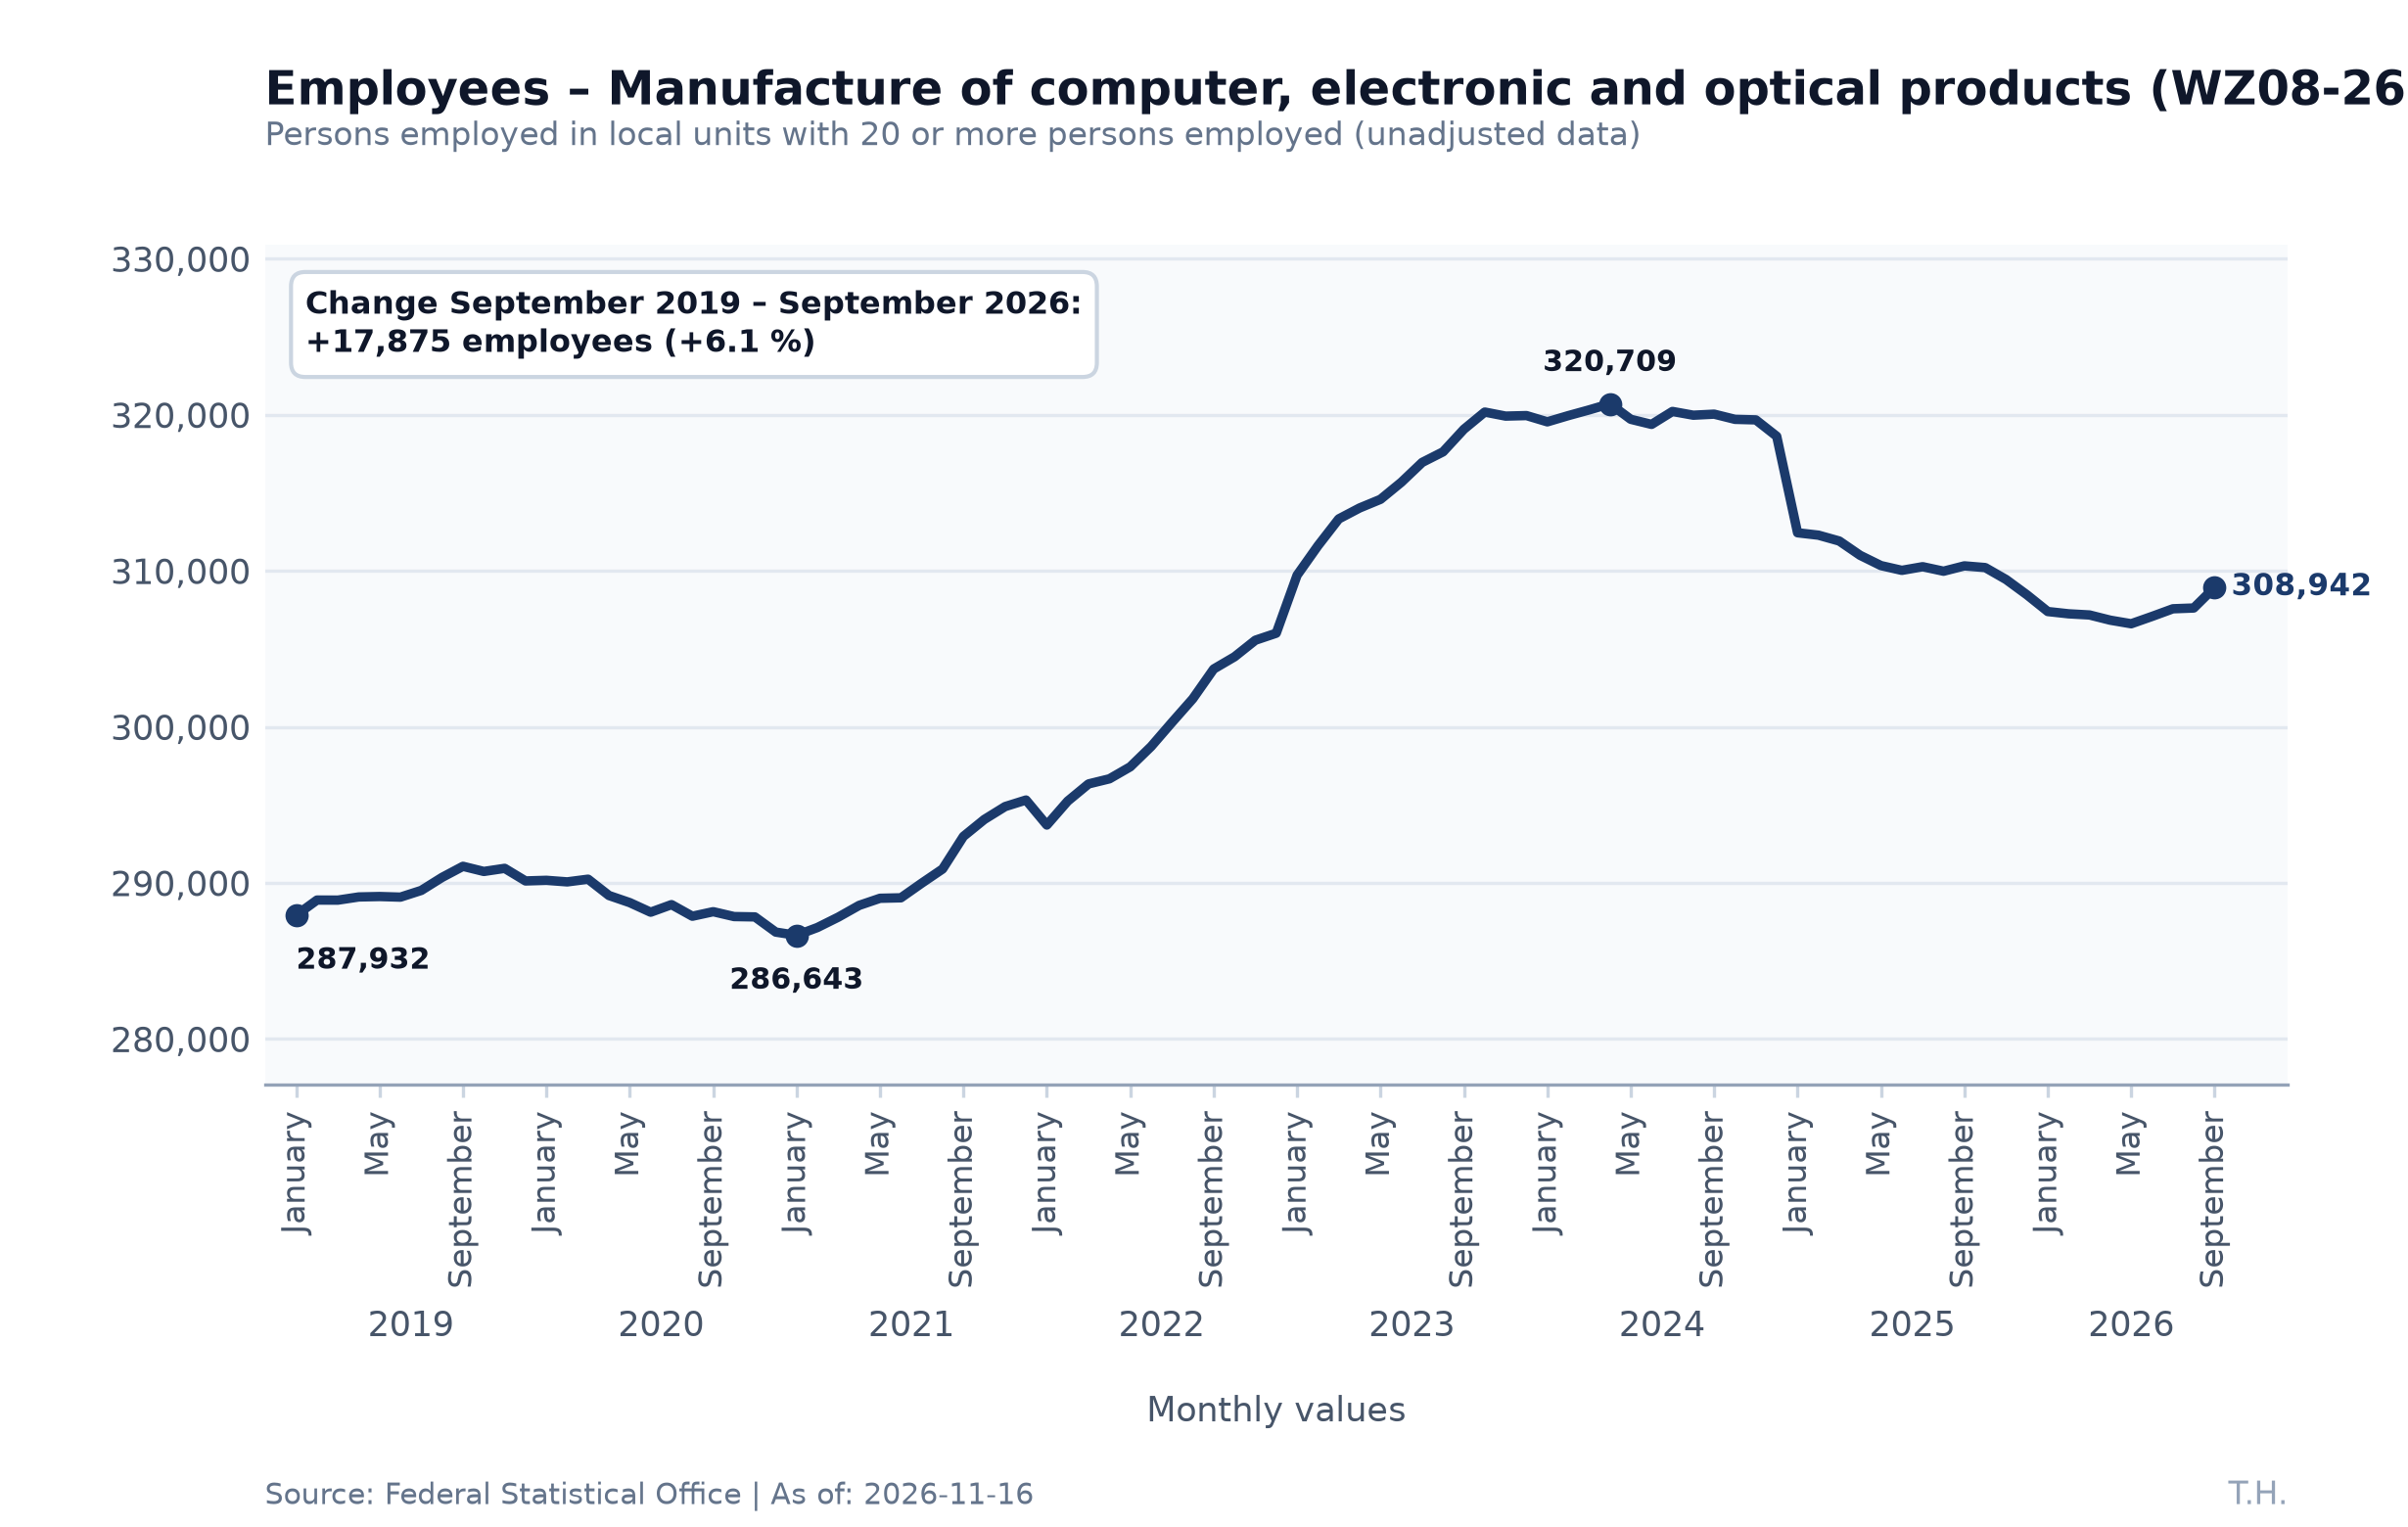 Employees – Manufacture of computer, electronic and optical products (WZ08-26
Persons employed in local units with 20 or more persons employed (unadjusted data)
330,000
Change September 2019 – September 2026:
+17,875 employees (+6.1 %)
320,709
320,000
310,000
308,942
300,000
290,000
287,932
286,643
280,000
January May September January May September January May September January May September January May September January May September January May September January May September
2019 2020 2021 2022 2023 2024 2025 2026
Monthly values
Source: Federal Statistical Office | As of: 2026-11-16
T.H.